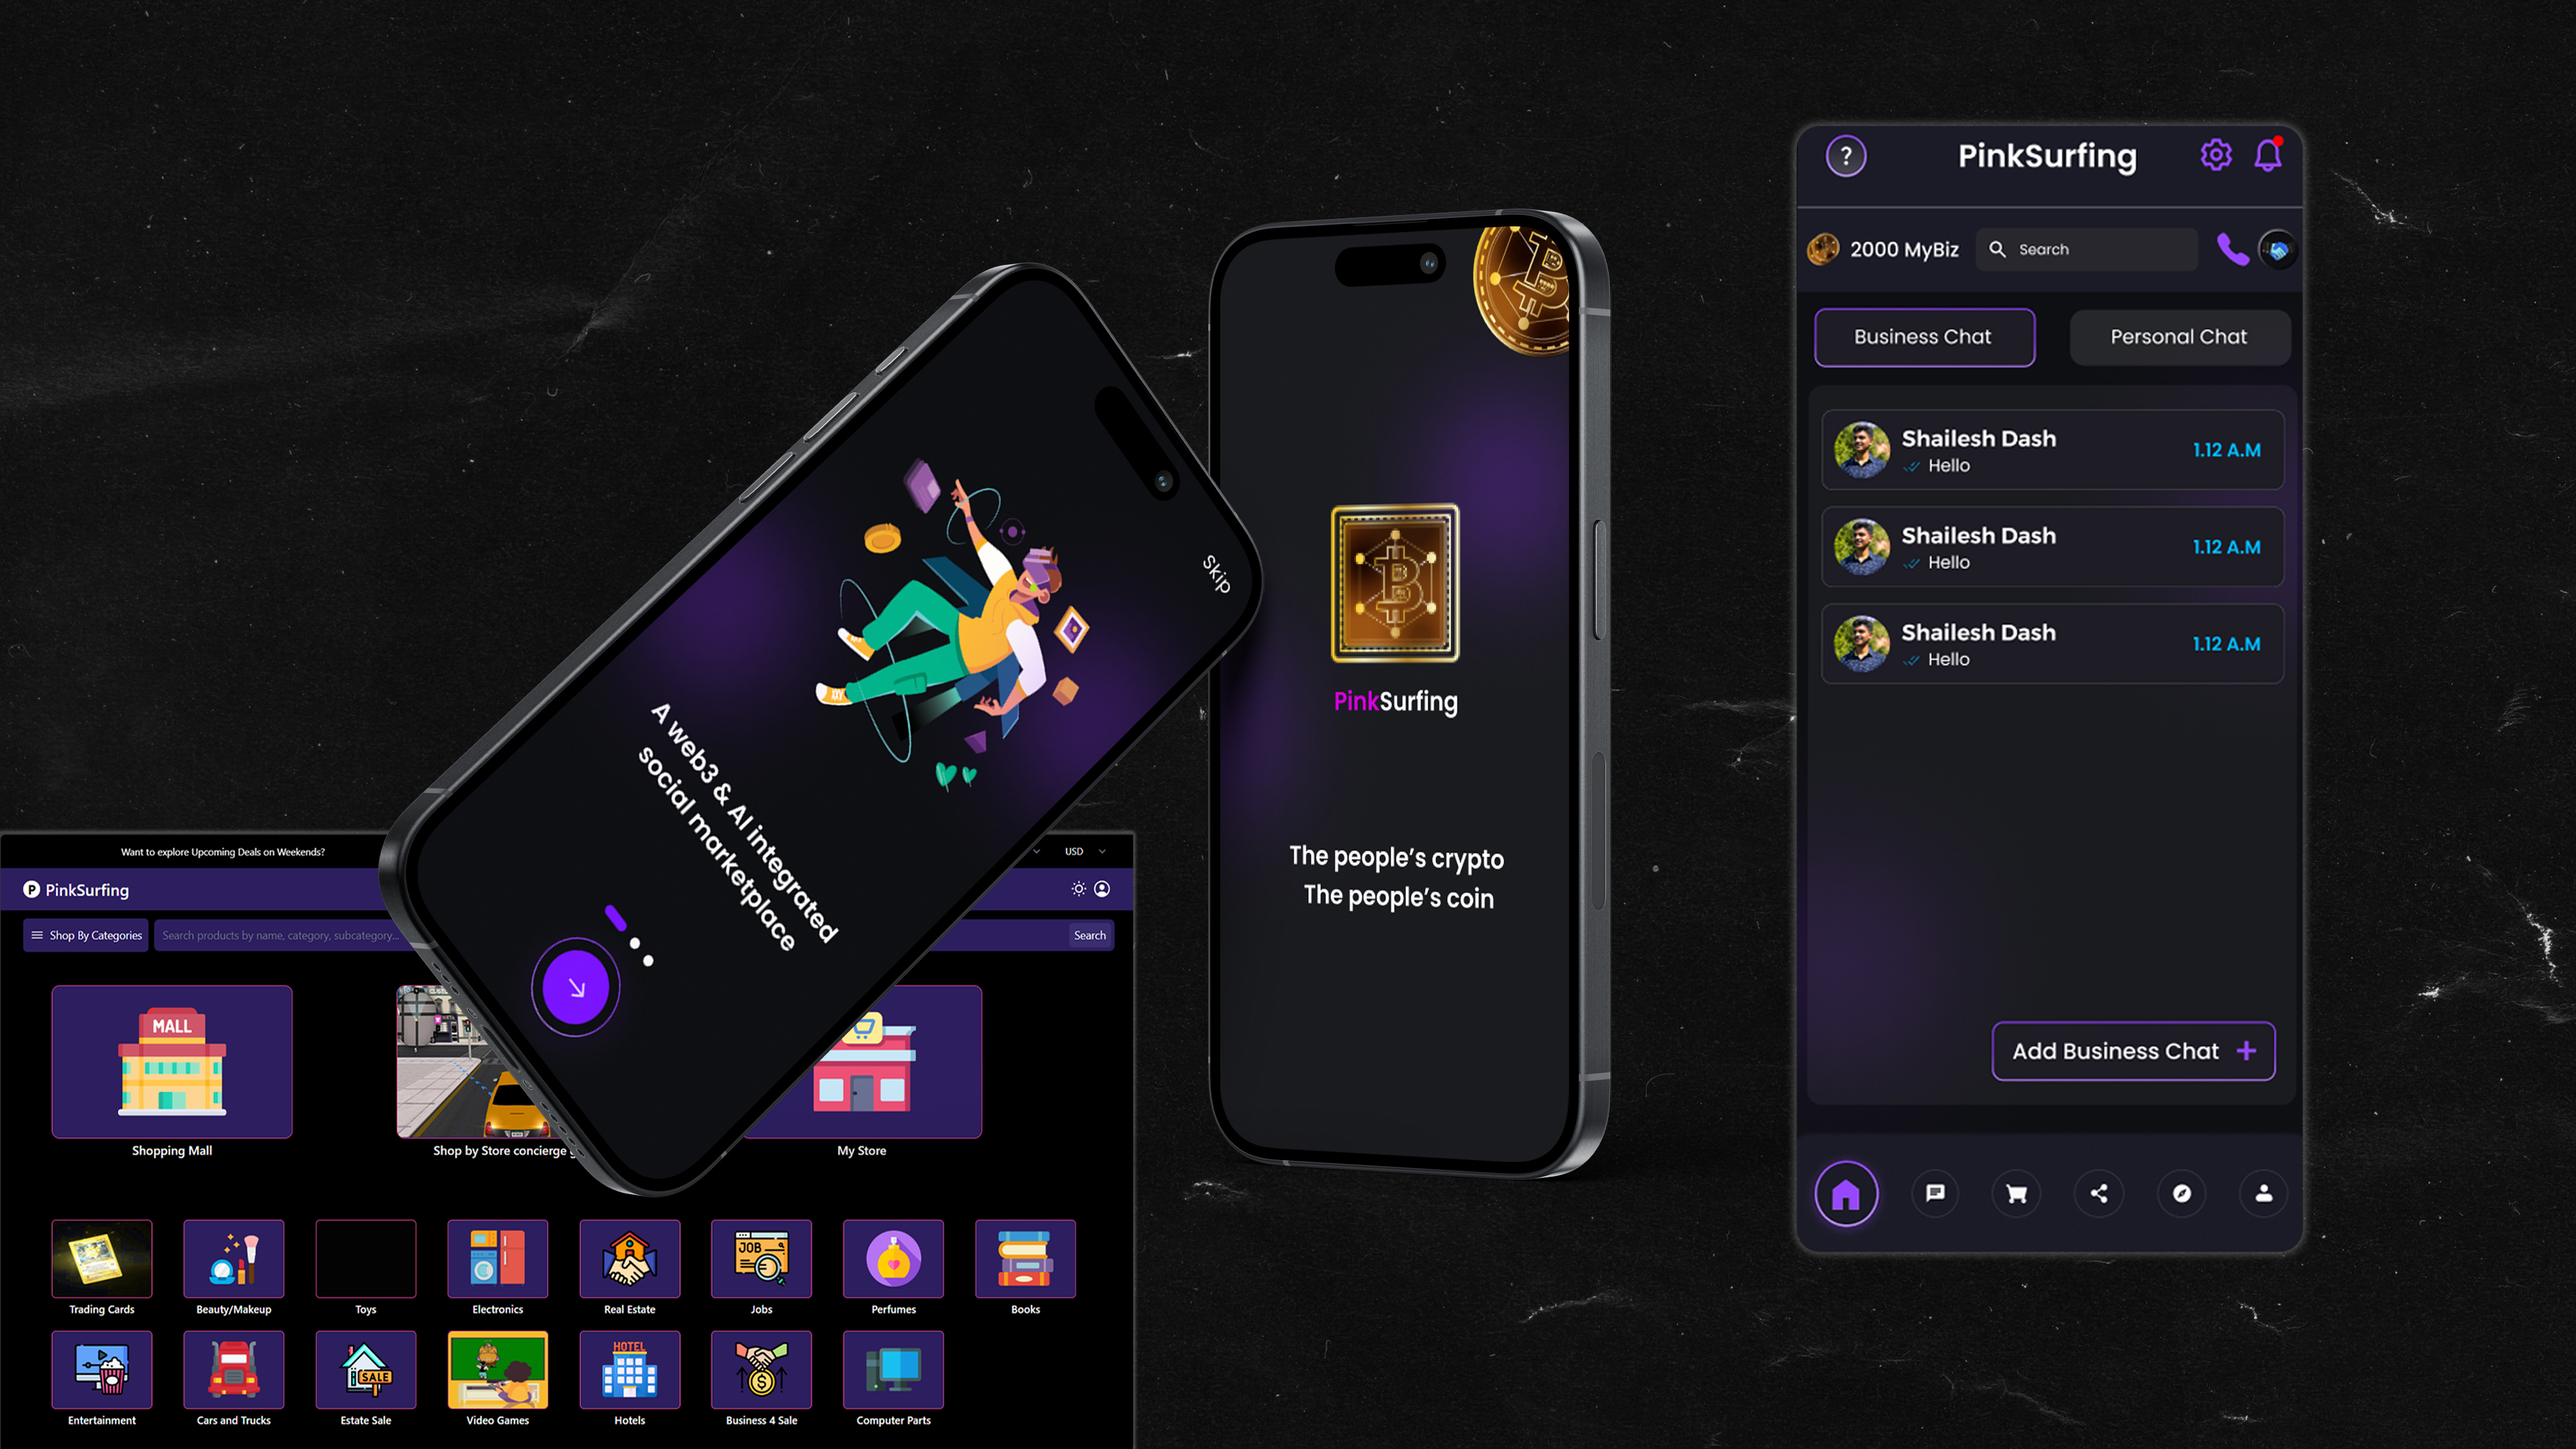 Want to explore Upcoming Deals on Weekends?
USD
PinkSurfing
Shop By Categories
Search products by name, category, subcategory...
Search
MALL
Shopping Mall
Shop by Store concierge
My Store
Trading Cards
Beauty/Makeup
Toys
Electronics
Real Estate
JOB
Jobs
Perfumes
Books
Entertainment
Cars and Trucks
SALE
Estate Sale
Video Games
HOTEL
Hotels
Business 4 Sale
Computer Parts
skip
A web3 & AI integrated
social marketplace
PinkSurfing
The people's crypto
The people's coin
?
PinkSurfing
2000 MyBiz
Search
Business Chat
Personal Chat
Shailesh Dash
Hello
1.12 A.M
Shailesh Dash
Hello
1.12 A.M
Shailesh Dash
Hello
1.12 A.M
Add Business Chat +